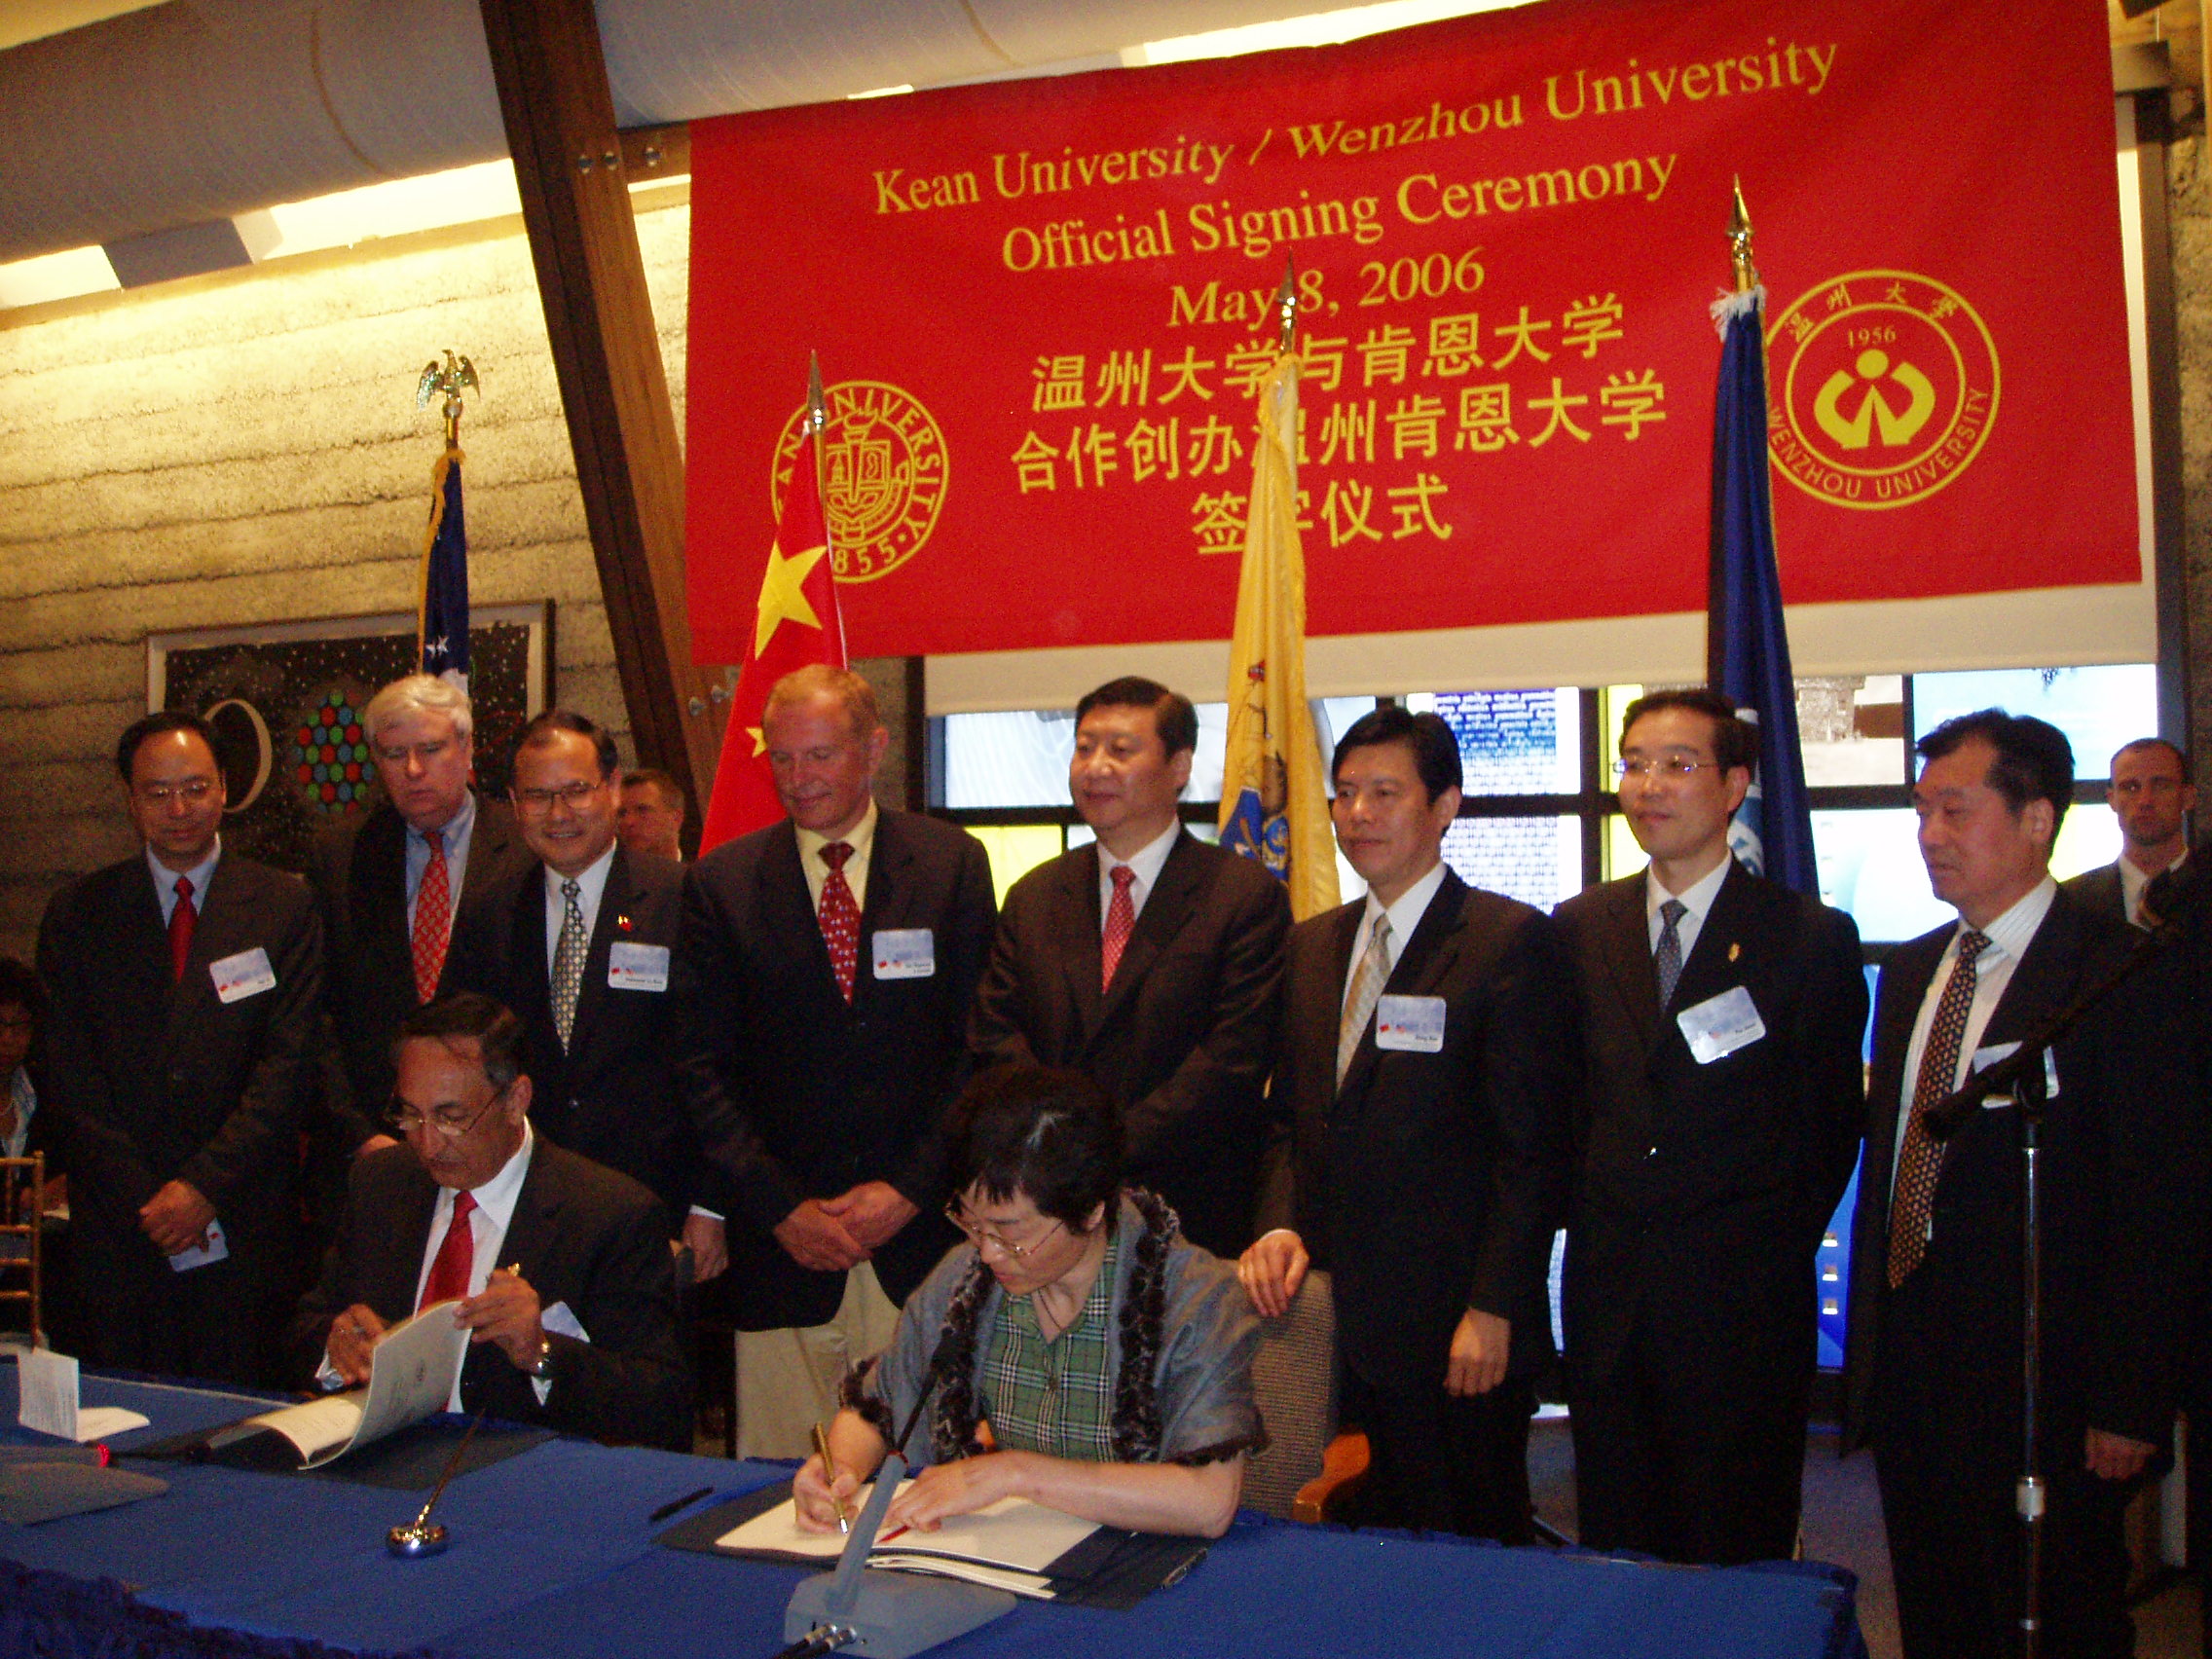 Kean University / Wenzhou University
Official Signing Ceremony
May 8, 2006
温州大学与肯恩大学
合作创办温州肯恩大学
签字仪式
UNIVERSITY
855
温州大学
1956
WENZHOU UNIVERSITY